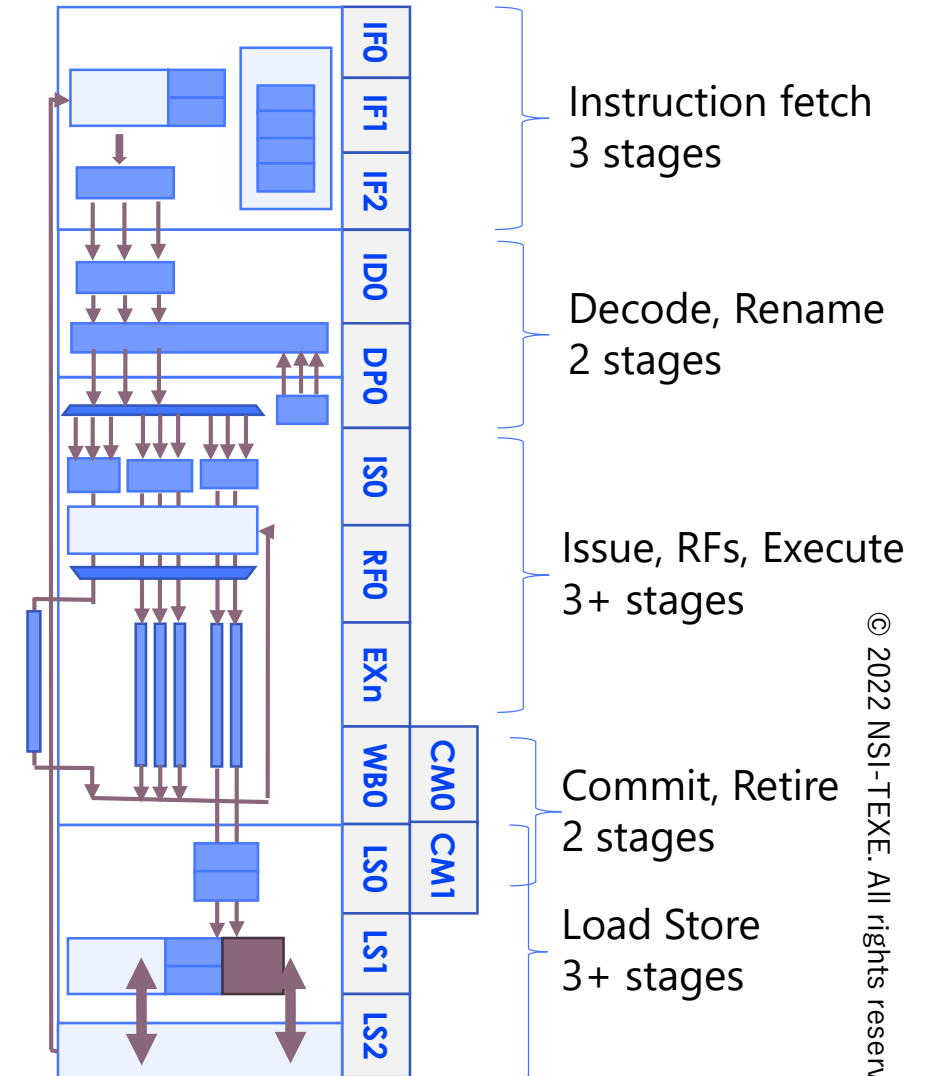 IF0
IF1
IF2
ID0
DP0
IS0
RF0
EXn
WB0
CM0
LS0
CM1
LS1
LS2
Instruction fetch
3 stages
Decode, Rename
2 stages
Issue, RFs, Execute
3+ stages
Commit, Retire
2 stages
Load Store
3+ stages
© 2022 NSI-TEXE. All rights reserv